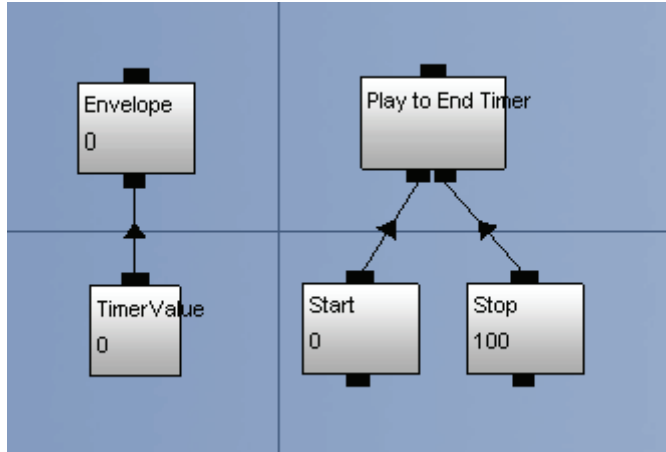 Envelope
0
Play to End Timer
TimerValue
0
Start
0
Stop
100